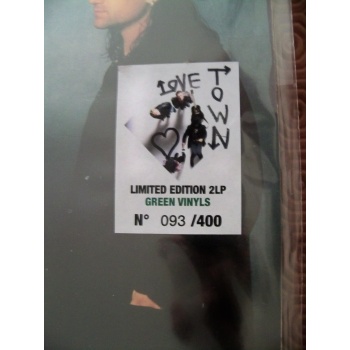 LOVE
TOWN
LIMITED EDITION 2LP
GREEN VINYLS
N° 093 /400